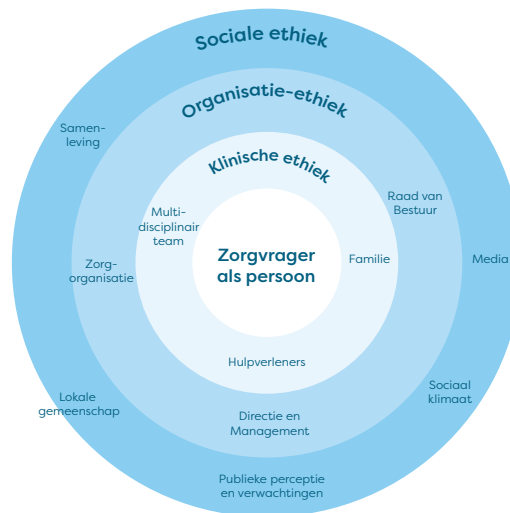 Sociale ethiek
Organisatie-ethiek
Klinische ethiek
Zorgvrager
als persoon
Samen-
leving
Multi-
disciplinair
team
Raad van
Bestuur
Zorg-
organisatie
Familie
Media
Hulpverleners
Lokale
gemeenschap
Sociaal
klimaat
Directie en
Management
Publieke perceptie
en verwachtingen